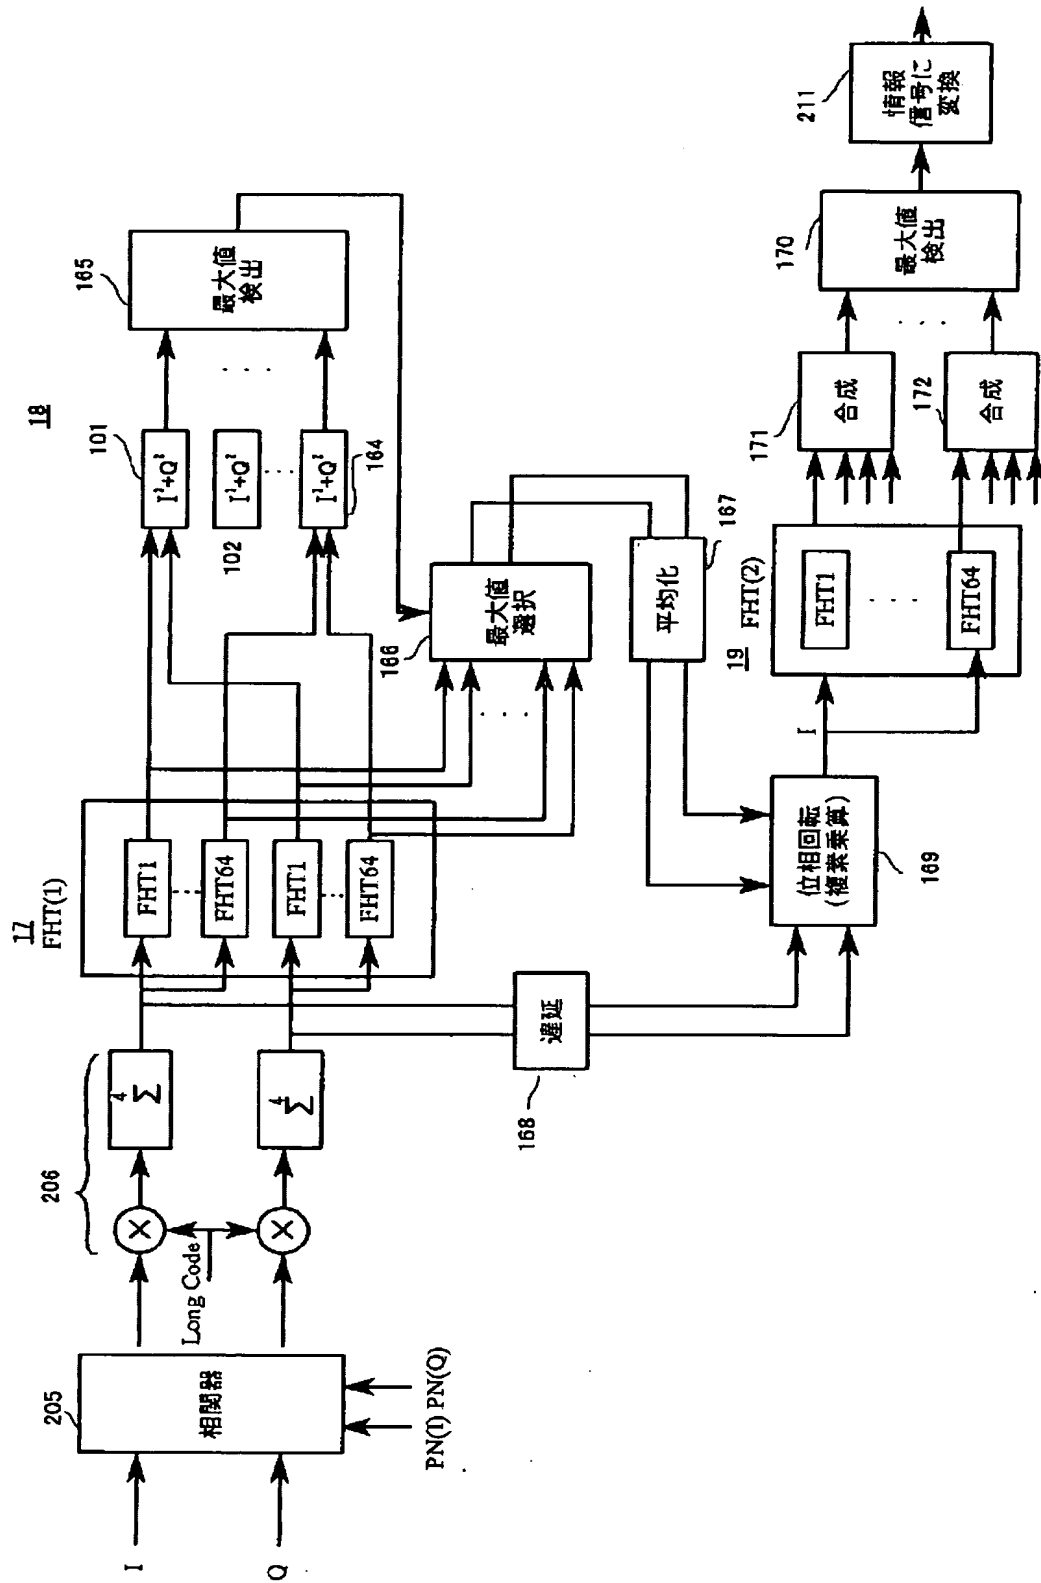 I
Q
205
相関器
PN(I) PN(Q)
Long Code
206
×
×
4
Σ
4
Σ
17
FHT(1)
FHT1
FHT64
FHT1
FHT64
168
遅延
18
101
I²+Q²
102
I²+Q²
I²+Q²
164
165
最大値
検出
166
最大値
選択
平均化
167
位相回転
(複素乗算)
169
I
19
FHT(2)
FHT1
FHT64
171
合成
172
合成
170
最大値
検出
211
情報
信号に
変換